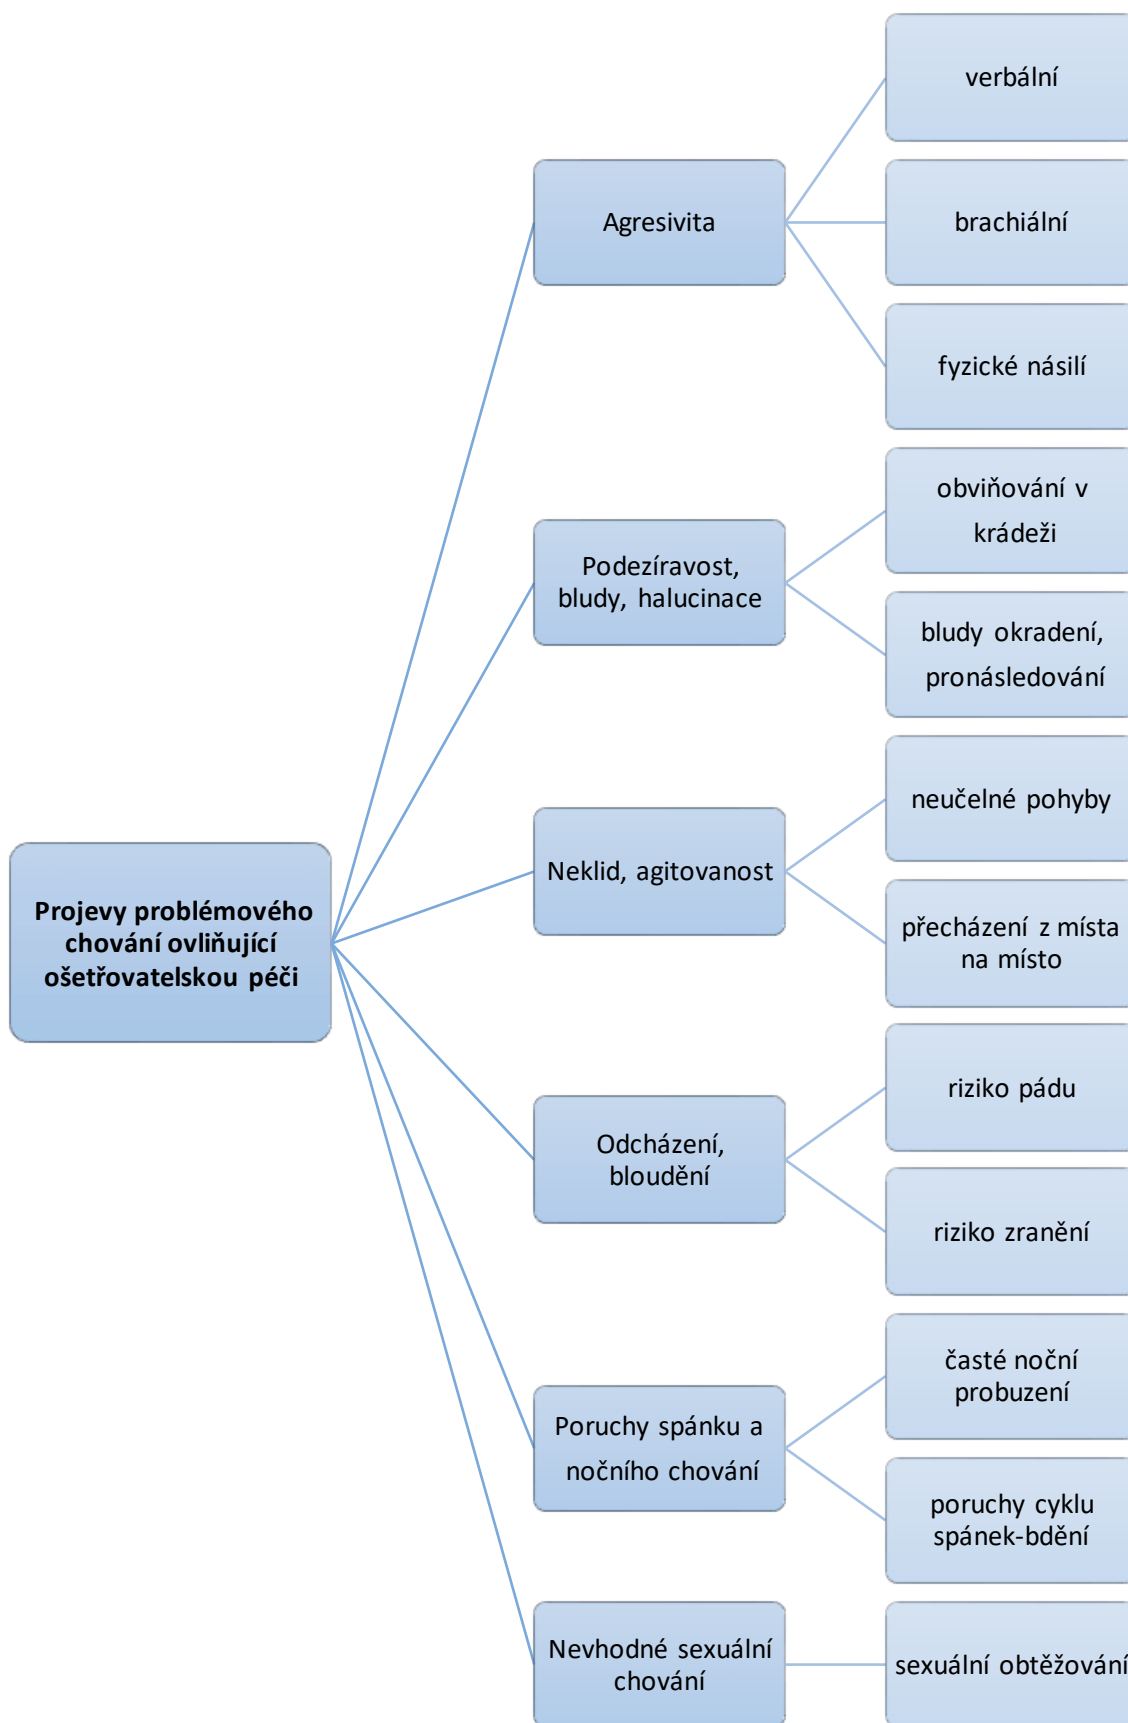 Projevy problémového
chování ovliňující
ošetřovatelskou péči
Agresivita
verbální
brachiální
fyzické násilí
Podezíravost,
bludy, halucinace
obviňování v
krádeži
bludy okradení,
pronásledování
Neklid, agitovanost
neučelné pohyby
přecházení z místa
na místo
Odcházení,
bloudění
riziko pádu
riziko zranění
Poruchy spánku a
nočního chování
časté noční
probuzení
poruchy cyklu
spánek-bdění
Nevhodné sexuální
chování
sexuální obtěžování